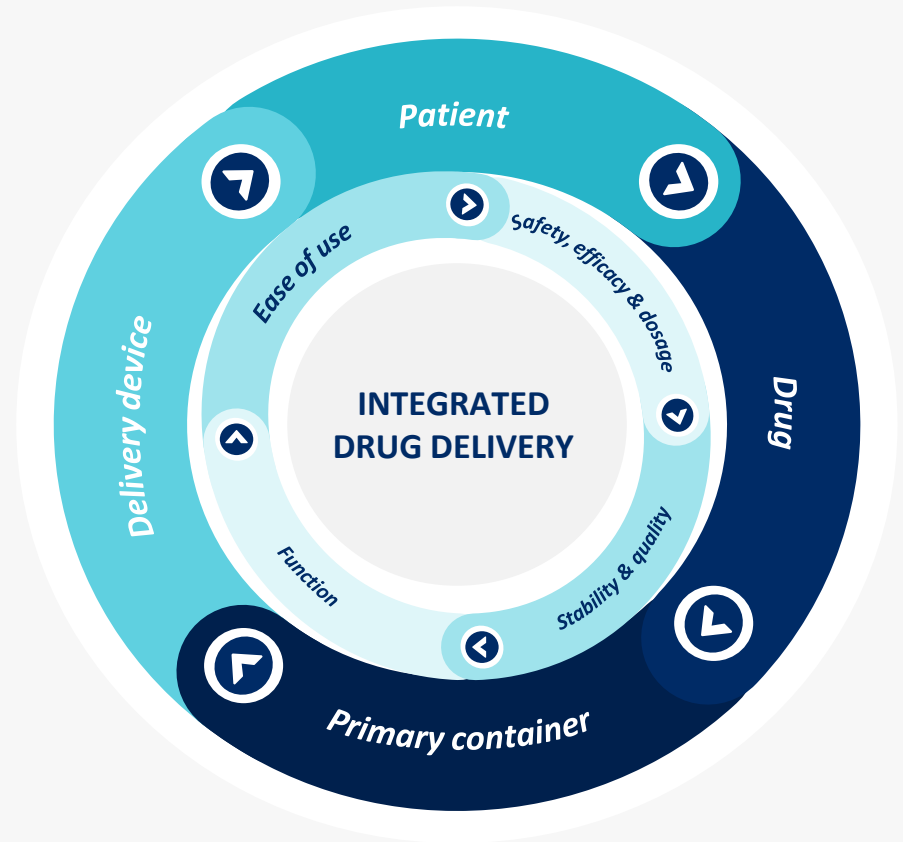 Patient
Drug
Primary container
Delivery device
Ease of use
Safety, efficacy & dosage
Stability & quality
Function
INTEGRATED
DRUG DELIVERY